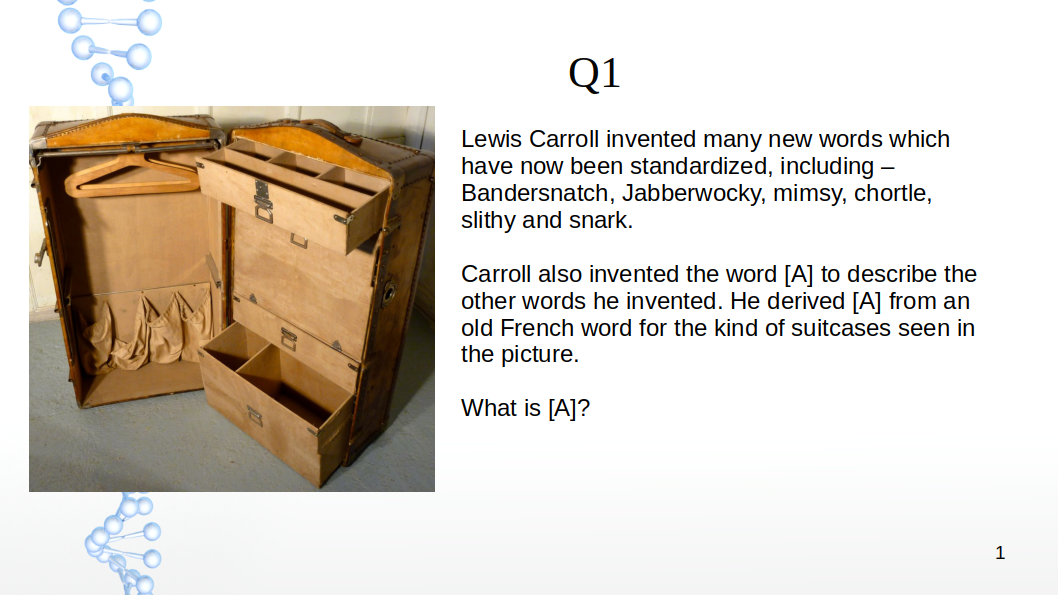 Q1
Lewis Carroll invented many new words which
have now been standardized, including –
Bandersnatch, Jabberwocky, mimsy, chortle,
slithy and snark.
Carroll also invented the word [A] to describe the
other words he invented. He derived [A] from an
old French word for the kind of suitcases seen in
the picture.
What is [A]?
1